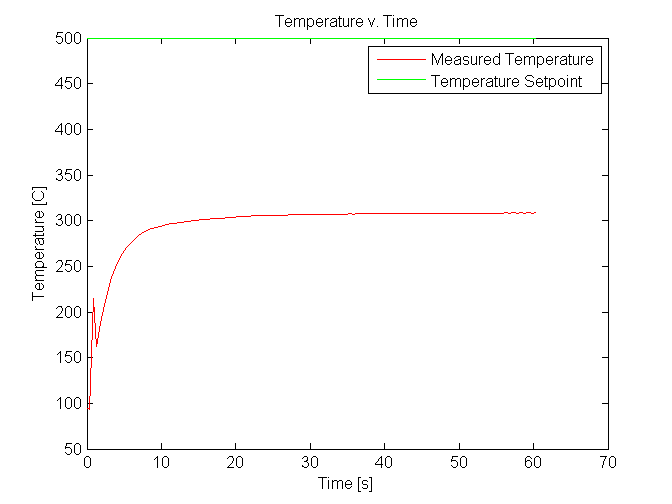 Temperature v. Time
500
450
400
350
300
250
200
150
100
50
Temperature [C]
Measured Temperature
Temperature Setpoint
0 10 20 30 40 50 60 70
Time [s]